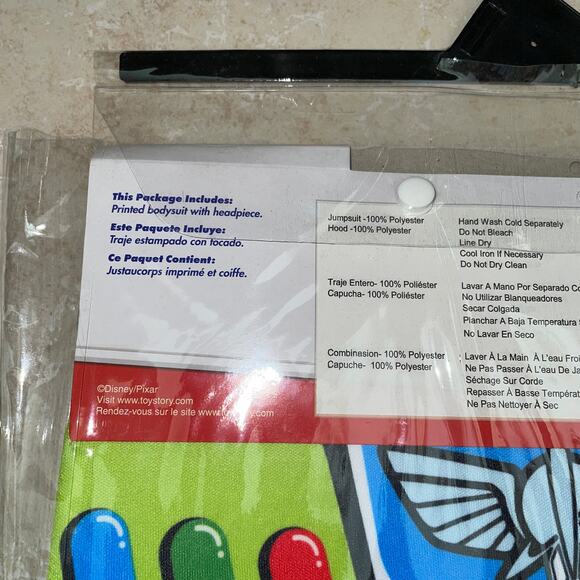 This Package Includes:
Printed bodysuit with headpiece.
Este Paquete Incluye:
Traje estampado con tocado.
Ce Paquet Contient:
Justaucorps imprimé et coiffe.
Jumpsuit -100% Polyester
Hood -100% Polyester
Hand Wash Cold Separately
Do Not Bleach
Line Dry
Cool Iron If Necessary
Do Not Dry Clean
Traje Entero- 100% Poliéster
Capucha- 100% Poliéster
Lavar A Mano Por Separado
No Utilizar Blanqueadores
Secar Colgada
Planchar A Baja Temperatura
No Lavar En Seco
Combinasion- 100% Polyester
Capuche- 100% Polyester
; Laver À La Main À L'eau
Ne Pas Passer À L'eau De
Séchage Sur Corde
Repasser À Basse
Ne Pas Nettoyer À Sec
©Disney/Pixar
Visit www.toystory.com
Rendez-vous sur le site www.toystory.com